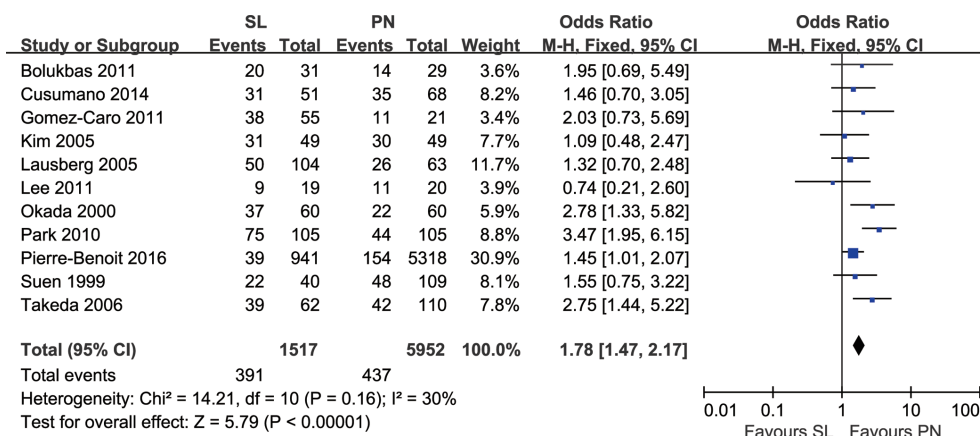 SL PN Odds Ratio Odds Ratio
Study or Subgroup Events Total Events Total Weight M-H, Fixed, 95% CI M-H, Fixed, 95% CI
Bolukbas 2011 20 31 14 29 3.6% 1.95 [0.69, 5.49]
Cusumano 2014 31 51 35 68 8.2% 1.46 [0.70, 3.05]
Gomez-Caro 2011 38 55 11 21 3.4% 2.03 [0.73, 5.69]
Kim 2005 31 49 30 49 7.7% 1.09 [0.48, 2.47]
Lausberg 2005 50 104 26 63 11.7% 1.32 [0.70, 2.48]
Lee 2011 9 19 11 20 3.9% 0.74 [0.21, 2.60]
Okada 2000 37 60 22 60 5.9% 2.78 [1.33, 5.82]
Park 2010 75 105 44 105 8.8% 3.47 [1.95, 6.15]
Pierre-Benoit 2016 39 941 154 5318 30.9% 1.45 [1.01, 2.07]
Suen 1999 22 40 48 109 8.1% 1.55 [0.75, 3.22]
Takeda 2006 39 62 42 110 7.8% 2.75 [1.44, 5.22]
Total (95% CI) 1517 5952 100.0% 1.78 [1.47, 2.17]
Total events 391 437
Heterogeneity: Chi² = 14.21, df = 10 (P = 0.16); I² = 30%
Test for overall effect: Z = 5.79 (P < 0.00001)
0.01 0.1 1 10 100
Favours SL Favours PN